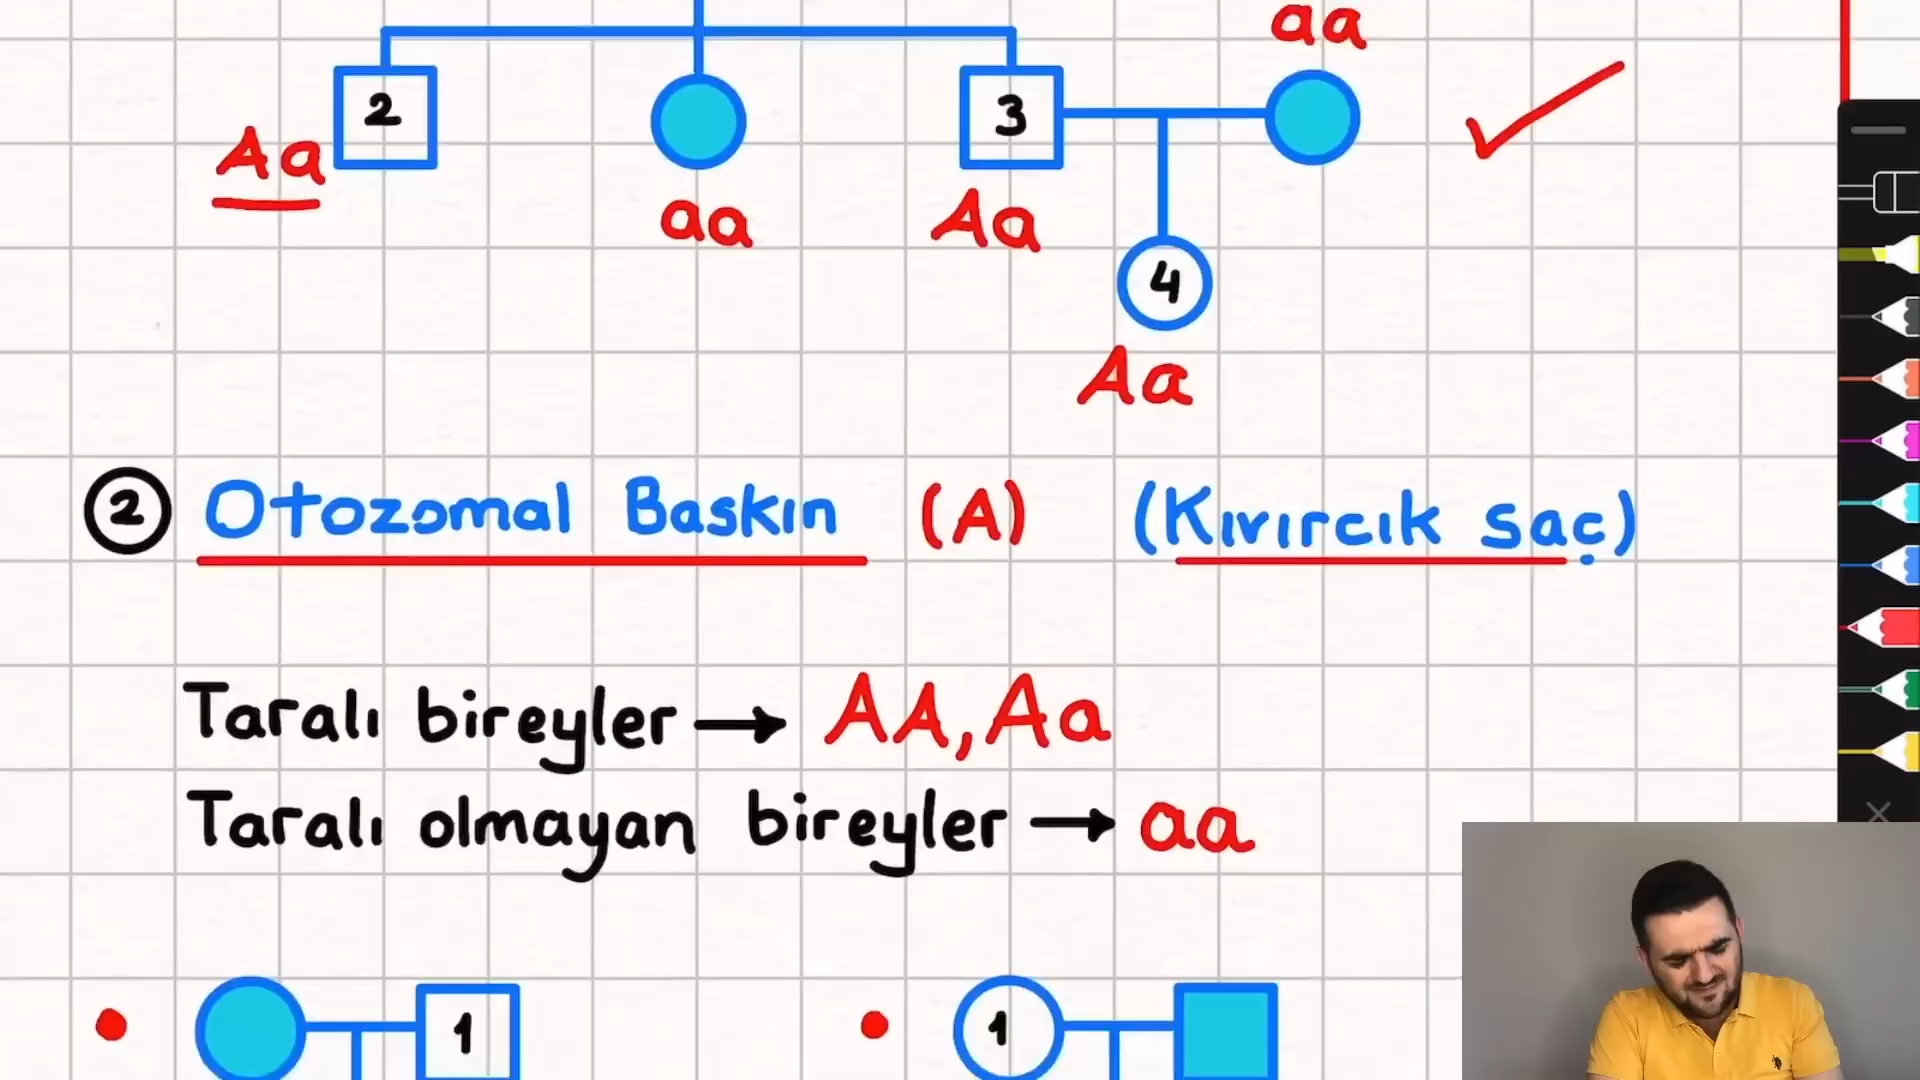 aa
2
3
Aa
aa
Aa
4
Aa
2 Otozomal Baskın (A) (Kıvırcık saç)
Taralı bireyler → AA, Aa
Taralı olmayan bireyler → aa
1
1